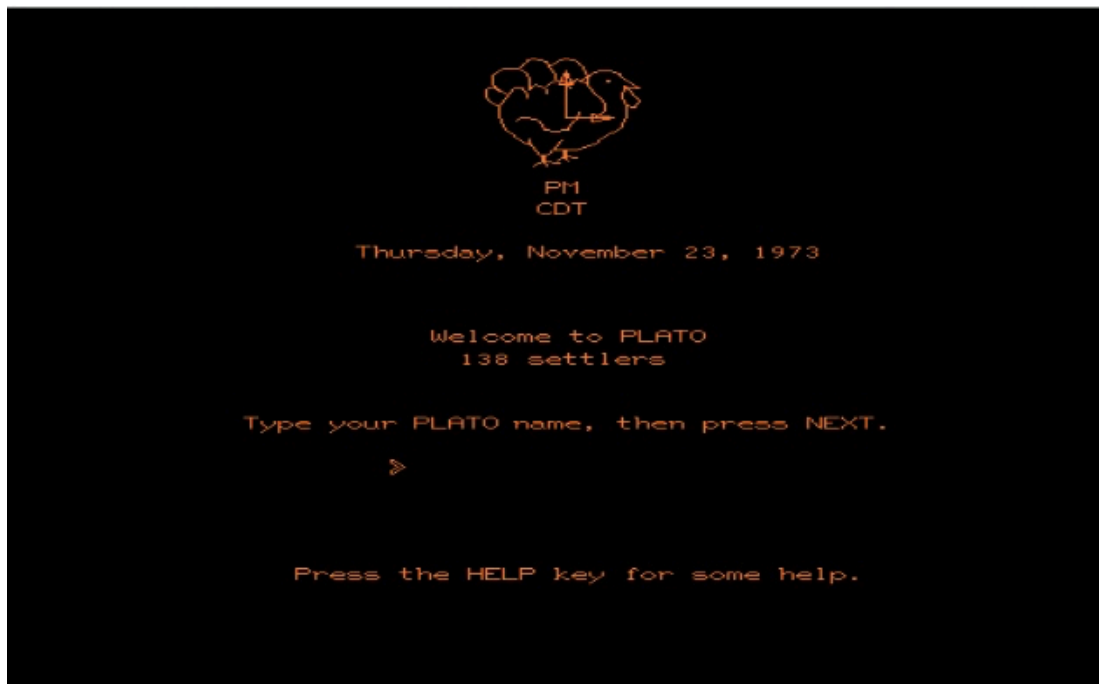 PM
CDT
Thursday, November 23, 1973
Welcome to PLATO
138 settlers
Type your PLATO name, then press NEXT.
>
Press the HELP key for some help.